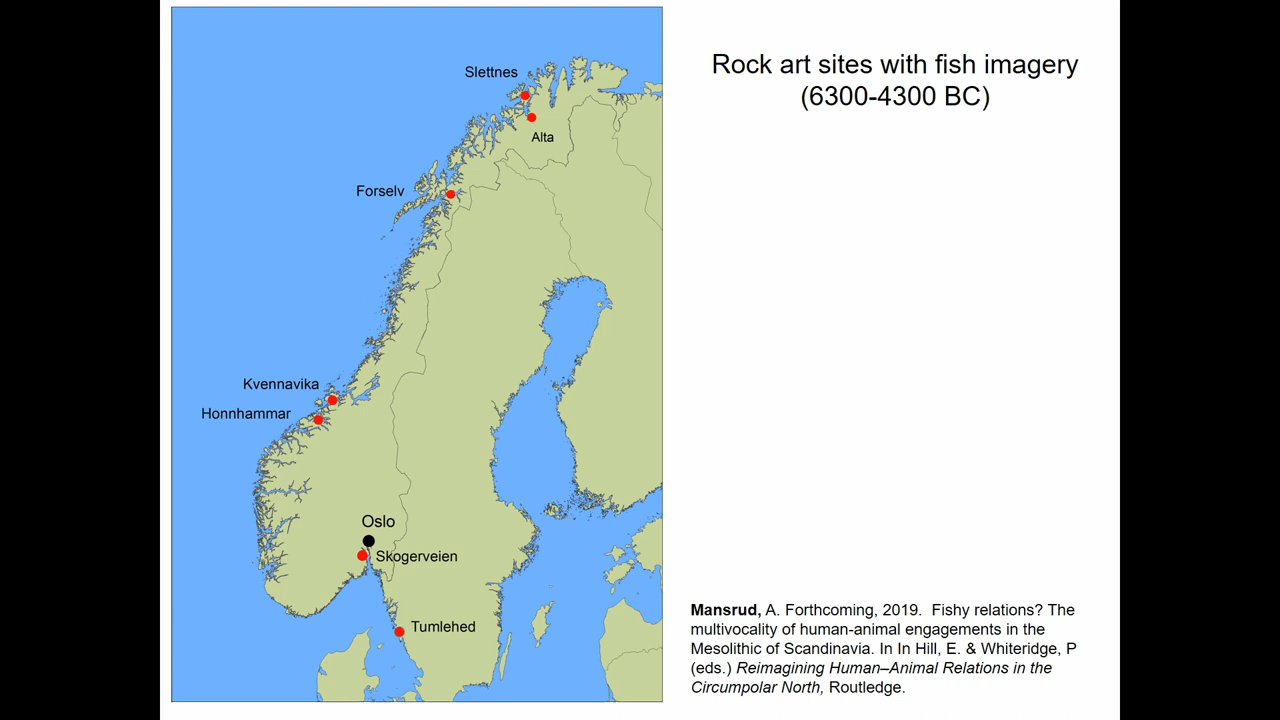 Rock art sites with fish imagery
(6300-4300 BC)
Slettnes
Alta
Forselv
Kvennavika
Honnhammar
Oslo
Skogerveien
Tumlehed
Mansrud, A. Forthcoming, 2019. Fishy relations? The
multivocality of human-animal engagements in the
Mesolithic of Scandinavia. In In Hill, E. & Whiteridge, P
(eds.) Reimagining Human–Animal Relations in the
Circumpolar North, Routledge.